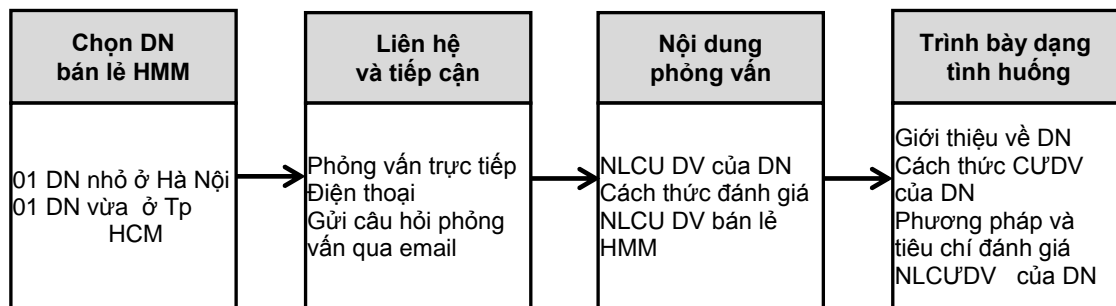 Chọn DN
bán lẻ HMM
01 DN nhỏ ở Hà Nội
01 DN vừa ở Tp
HCM
Liên hệ
và tiếp cận
Phỏng vấn trực tiếp
Điện thoại
Gửi câu hỏi phỏng
vấn qua email
Nội dung
phỏng vấn
NLCU DV của DN
Cách thức đánh giá
NLCU DV bán lẻ
HMM
Trình bày dạng
tình huống
Giới thiệu về DN
Cách thức CƯDV
của DN
Phương pháp và
tiêu chí đánh giá
NLCƯDV của DN